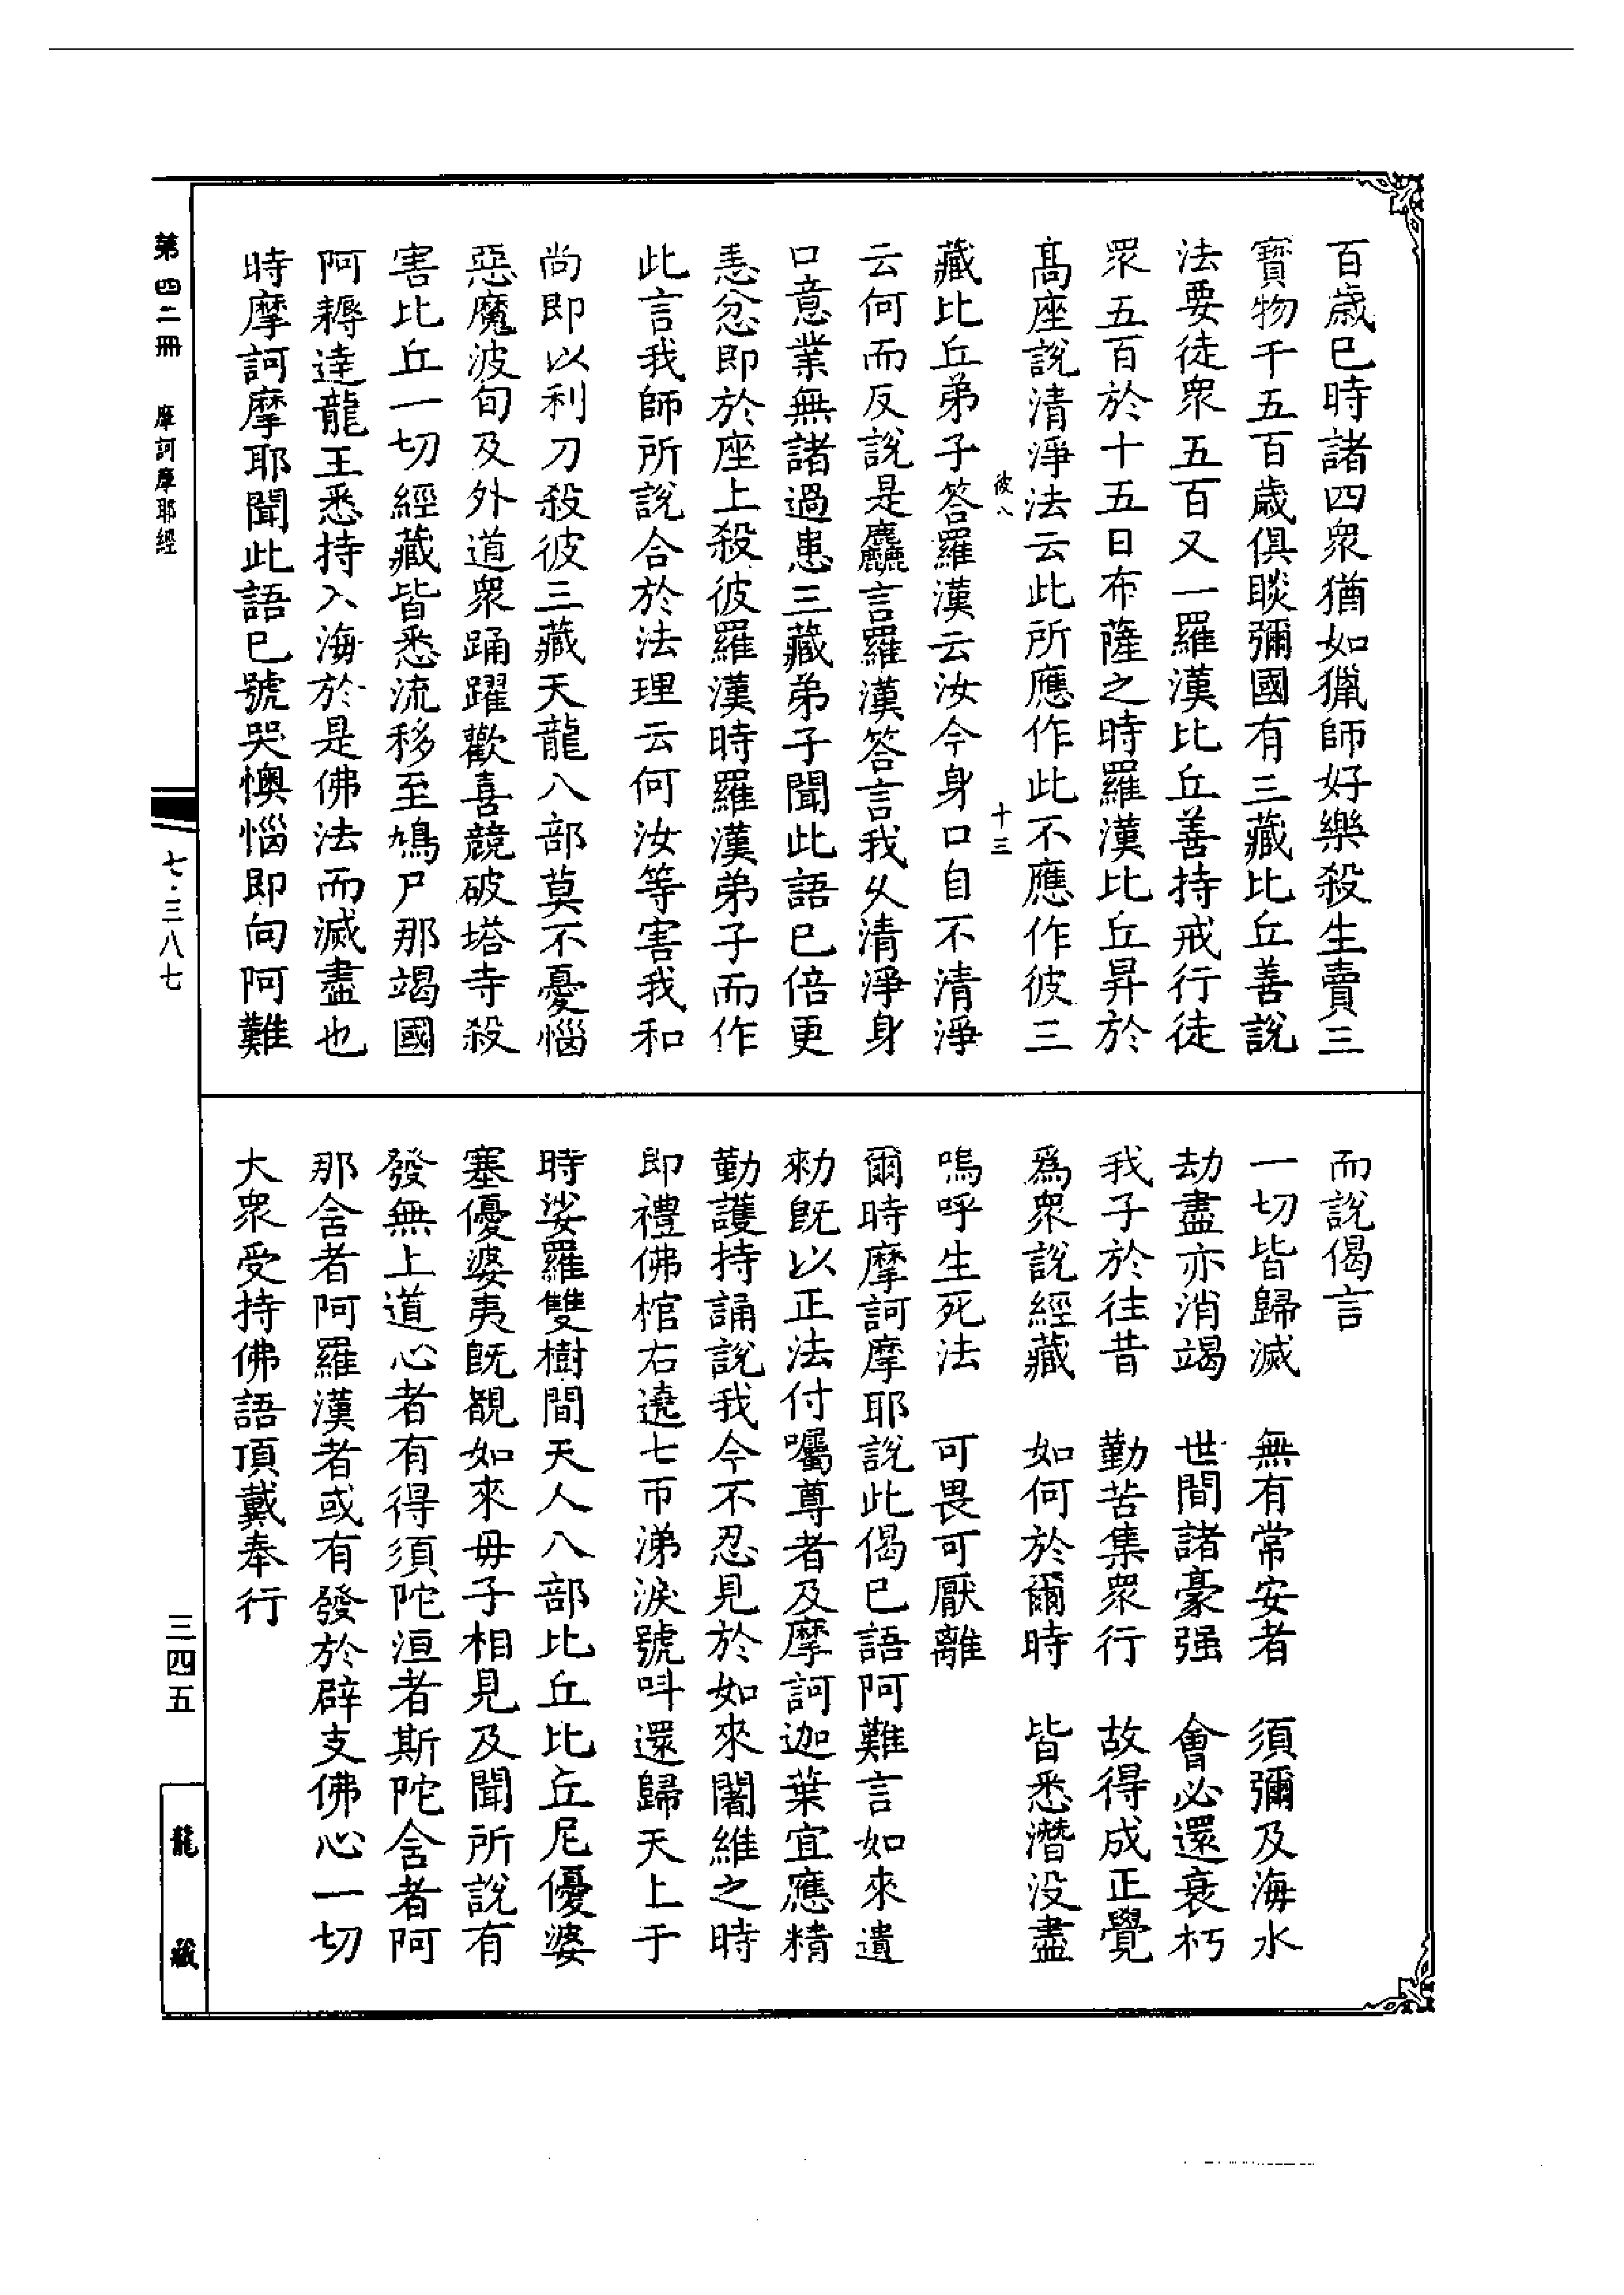 百歲巳時諸四衆猶如獵師好樂殺生賣三
寶物千五百歲俱睒彌國有三藏比丘善說
法要徒衆五百又一羅漢比丘善持戒行徒
衆五百於十五日布薩之時羅漢比丘昇於
髙座說清淨法云此所應作此不應作彼三
彼八
十三
藏比丘弟子答羅漢云汝今身口自不清淨
云何而反說是麤言羅漢答言我乆清淨身
口意業無諸過患三藏弟子聞此語巳倍更
恚忿即於座上殺彼羅漢時羅漢弟子而作
此言我師所說合於法理云何汝等害我和
尚即以利刀殺彼三藏天龍八部莫不憂惱
惡魔波旬及外道衆踊躍歡喜競破塔寺殺
害比丘一切經藏皆悉流移至鳩尸那竭國
阿耨達龍王悉持入海於是佛法而滅盡也
時摩訶摩耶聞此語巳號哭懊惱即向阿難
而說偈言
一切皆歸滅　無有常安者　須彌及海水
劫盡亦消竭　世間諸豪强　會必還衰朽
我子於徃昔　勤苦集衆行　故得成正覺
爲衆說經藏　如何於爾時　皆悉潛没盡
嗚呼生死法　可畏可厭離
爾時摩訶摩耶說此偈巳語阿難言如來遺
勑旣以正法付囑尊者及摩訶迦葉宜應精
勤護持誦說我今不忍見於如來闍維之時
即禮佛棺右遶七帀涕淚號呌還歸天上于
時娑羅雙樹間天人八部比丘比丘尼優婆
塞優婆夷旣覩如來母子相見及聞所說有
發無上道心者有得須陀洹者斯陀含者阿
那含者阿羅漢者或有發於辟支佛心一切
大衆受持佛語頂戴奉行
第四二冊　摩訶摩耶經
七·三八七
三四五
龍藏